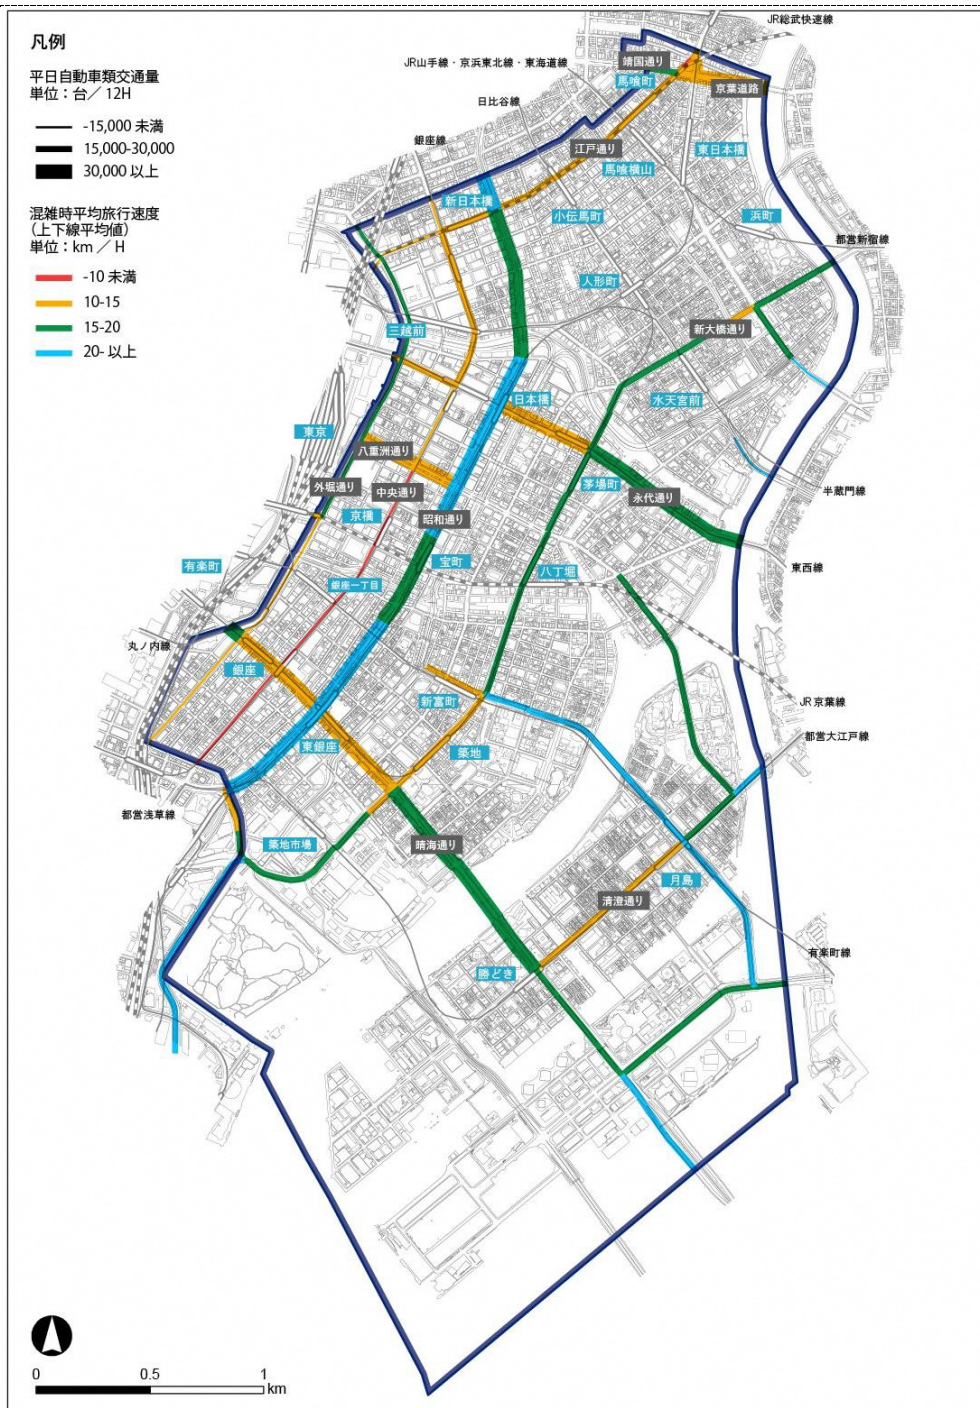 凡例
平日自動車類交通量
単位：台／ 12H
-15,000 未満
15,000-30,000
30,000 以上
混雑時平均旅行速度
（上下線平均値）
単位：km ／ H
-10 未満
10-15
15-20
20- 以上
JR総武快速線
JR山手線・京浜東北線・東海道線
靖国通り
馬喰町
京葉道路
日比谷線
銀座線
江戸通り
東日本橋
馬喰横山
新日本橋
小伝馬町
浜町
都営新宿線
人形町
三越前
新大橋通り
日本橋
水天宮前
東京
八重洲通り
外堀通り
中央通り
茅場町
永代通り
半蔵門線
京橋
昭和通り
有楽町
宝町
八丁堀
東西線
銀座一丁目
丸ノ内線
銀座
新富町
JR 京葉線
東銀座
築地
都営大江戸線
都営浅草線
築地市場
晴海通り
月島
清澄通り
勝どき
有楽町線
0
0.5
1
km